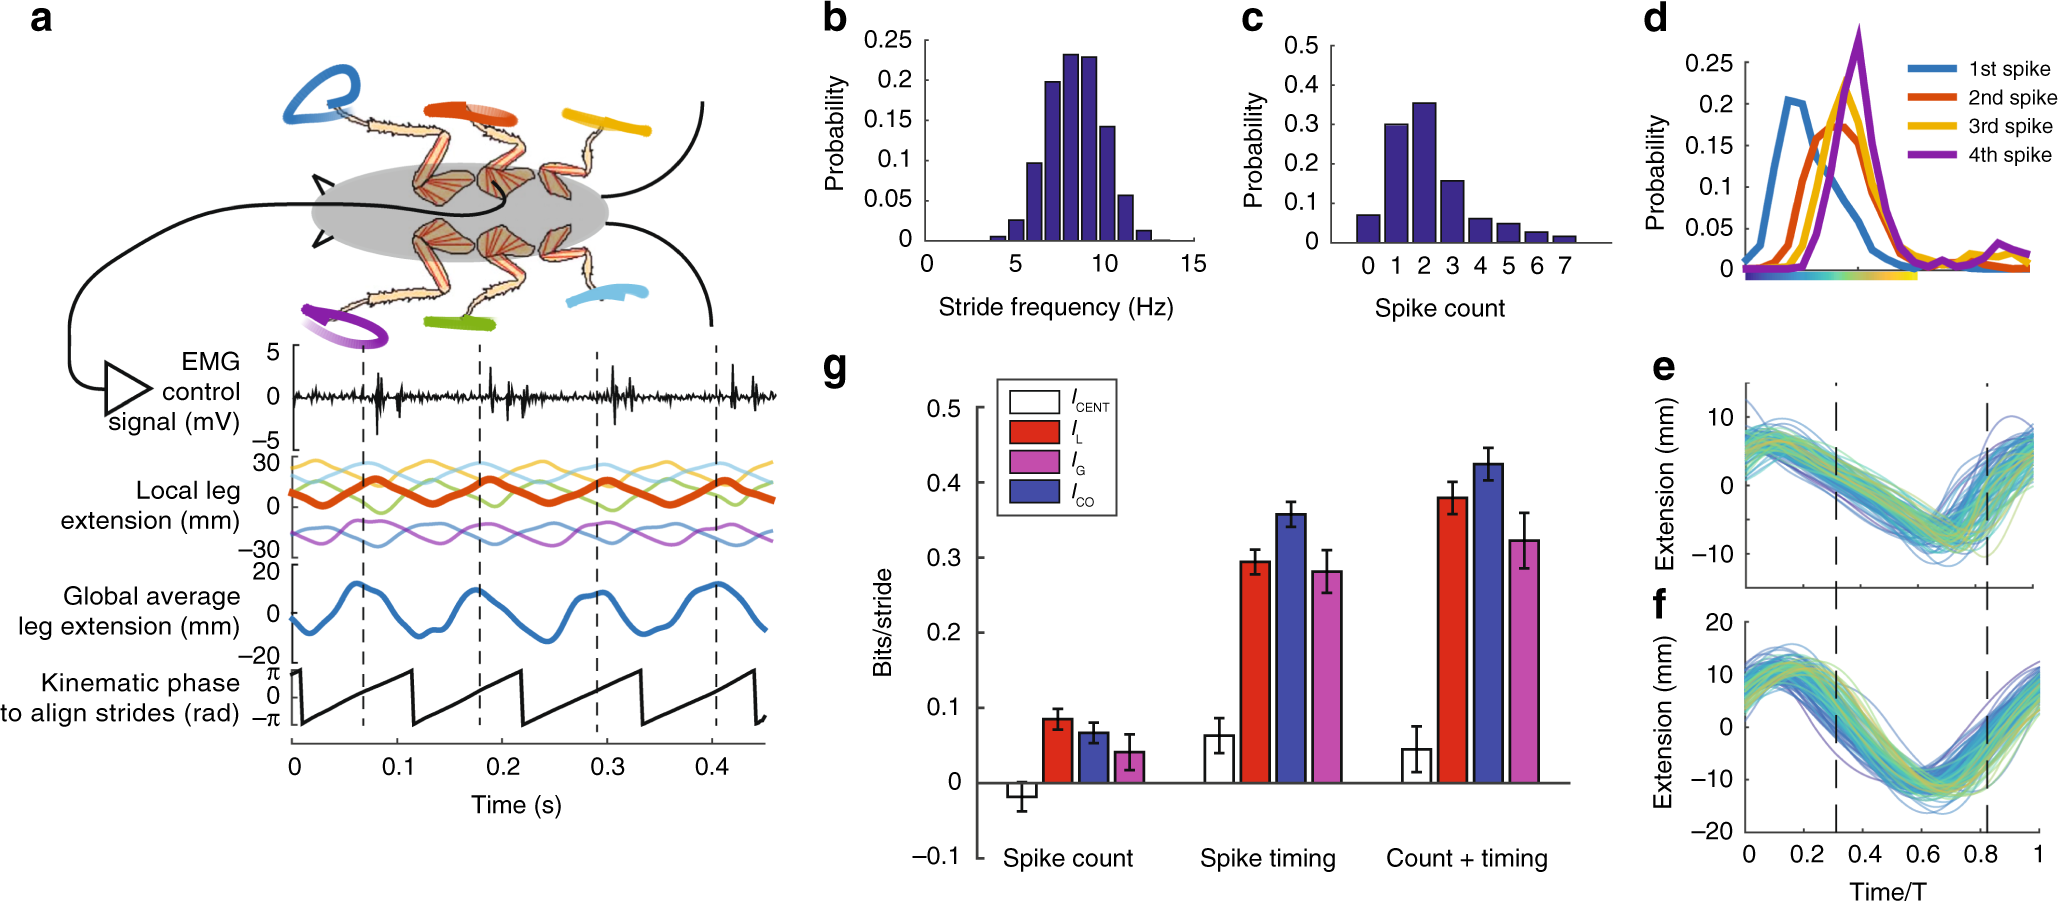 a
EMG
control
signal (mV)
5
0
−5
Local leg
extension (mm)
30
0
−30
Global average
leg extension (mm)
20
0
−20
Kinematic phase
to align strides (rad)
π
0
−π
0 0.1 0.2 0.3 0.4
Time (s)
b
Probability
0.25
0.2
0.15
0.1
0.05
0
0 5 10 15
Stride frequency (Hz)
c
Probability
0.5
0.4
0.3
0.2
0.1
0
0 1 2 3 4 5 6 7
Spike count
d
Probability
0.25
0.2
0.15
0.1
0.05
0
1st spike
2nd spike
3rd spike
4th spike
g
Bits/stride
0.5
0.4
0.3
0.2
0.1
0
−0.1
I CENT
I L
I G
I CO
Spike count Spike timing Count + timing
e
Extension (mm)
10
0
−10
f
Extension (mm)
20
10
0
−10
−20
0 0.2 0.4 0.6 0.8 1
Time/T